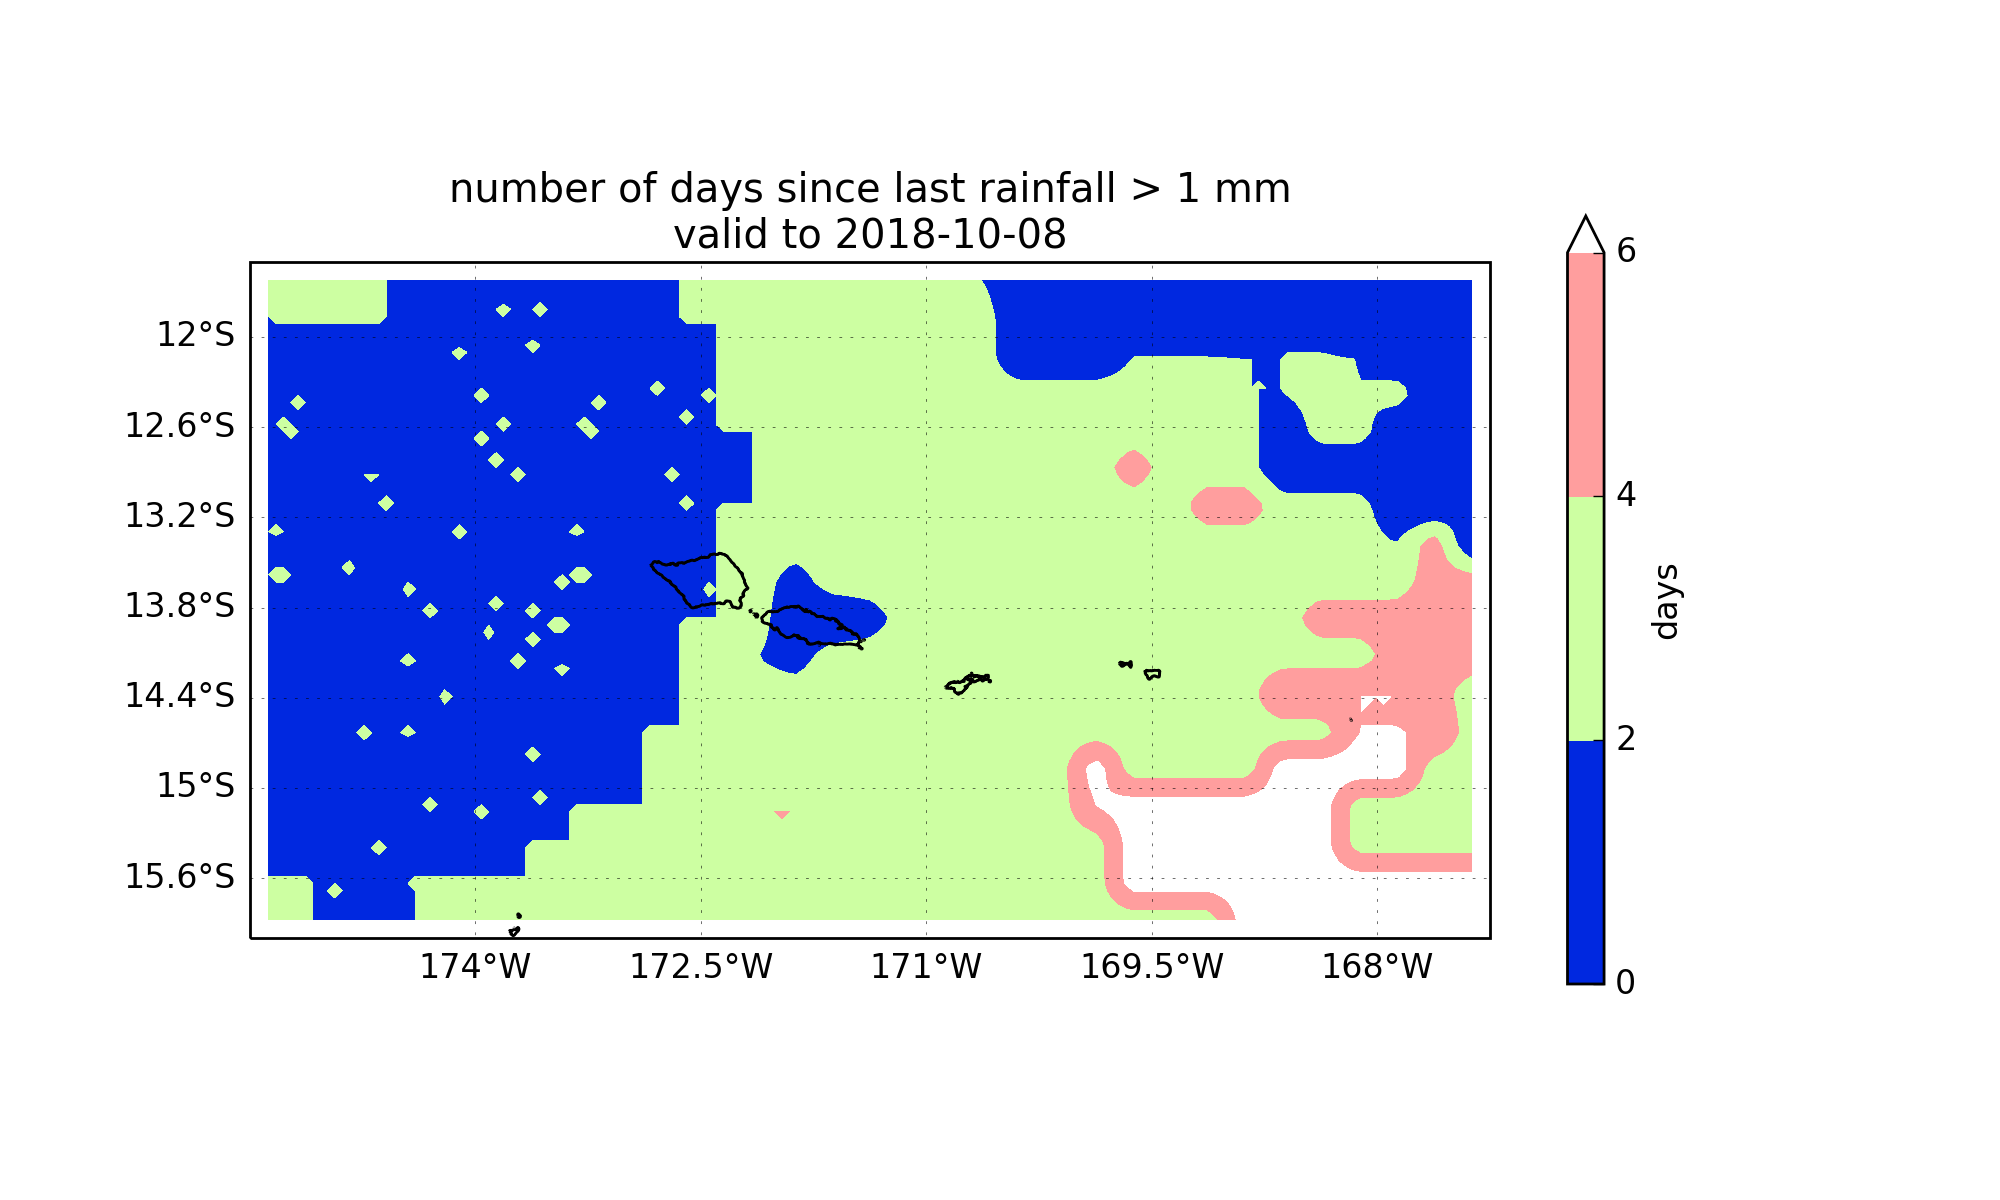 number of days since last rainfall > 1 mm
valid to 2018-10-08
12°S
12.6°S
13.2°S
13.8°S
14.4°S
15°S
15.6°S
174°W
172.5°W
171°W
169.5°W
168°W
6
4
2
0
days